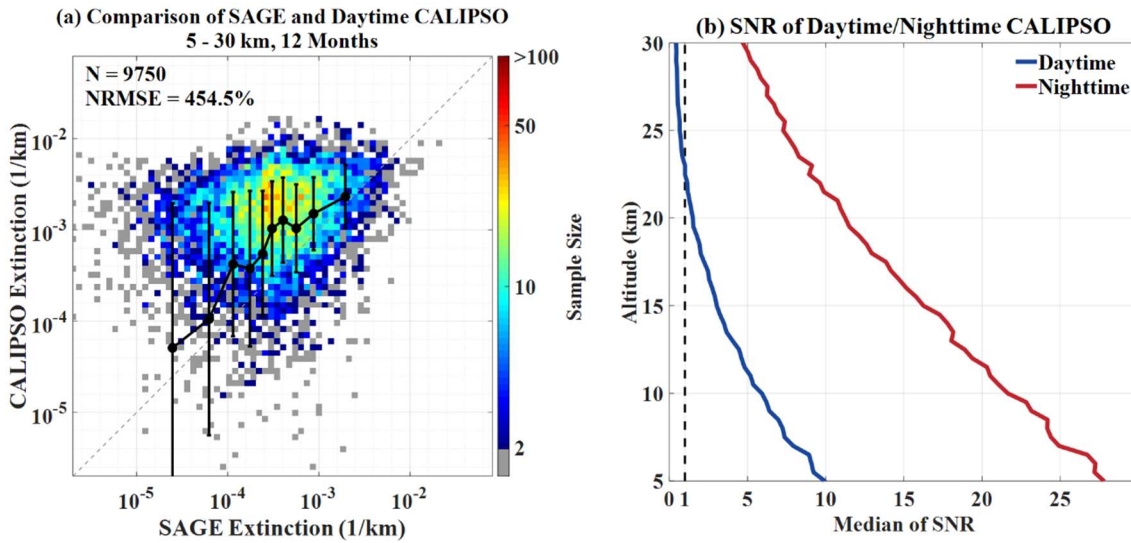 (a) Comparison of SAGE and Daytime CALIPSO
5 - 30 km, 12 Months
N = 9750
NRMSE = 454.5%
CALIPSO Extinction (1/km)
10⁻²
10⁻³
10⁻⁴
10⁻⁵
10⁻⁵
10⁻⁴
10⁻³
10⁻²
SAGE Extinction (1/km)
>100
50
10
2
Sample Size
(b) SNR of Daytime/Nighttime CALIPSO
Daytime
Nighttime
Altitude (km)
30
25
20
15
10
5
0 1 5 10 15 20 25
Median of SNR